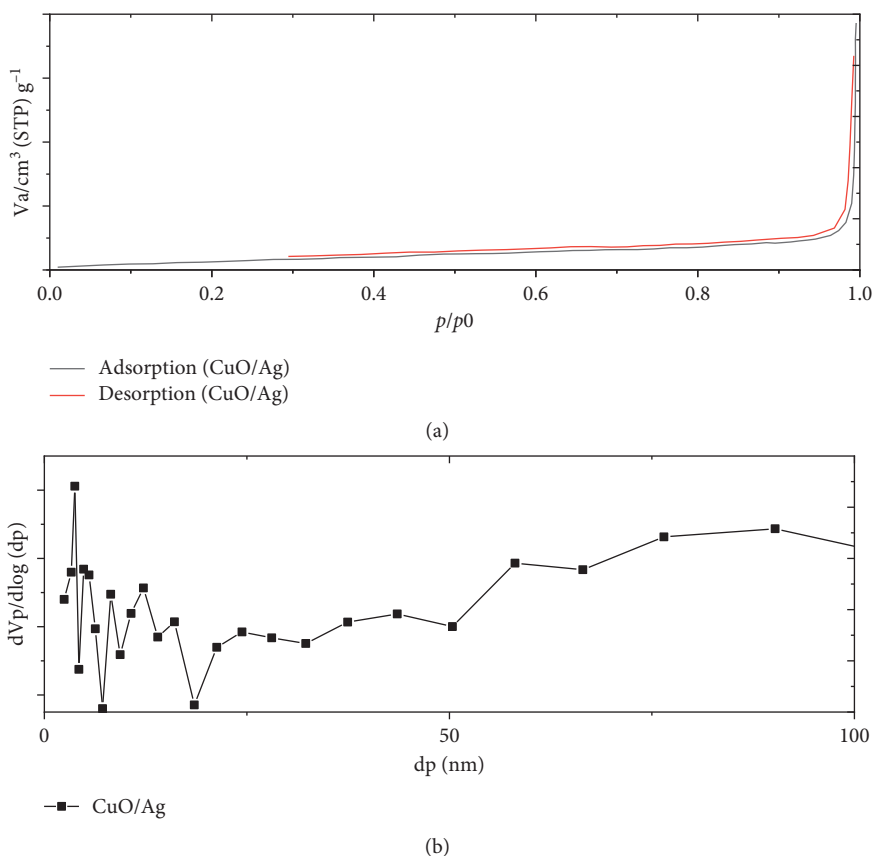 Va/cm³ (STP) g⁻¹
0.0 0.2 0.4 0.6 0.8 1.0
p/p0
Adsorption (CuO/Ag)
Desorption (CuO/Ag)
(a)
dVp/dlog (dp)
0 50 100
dp (nm)
CuO/Ag
(b)